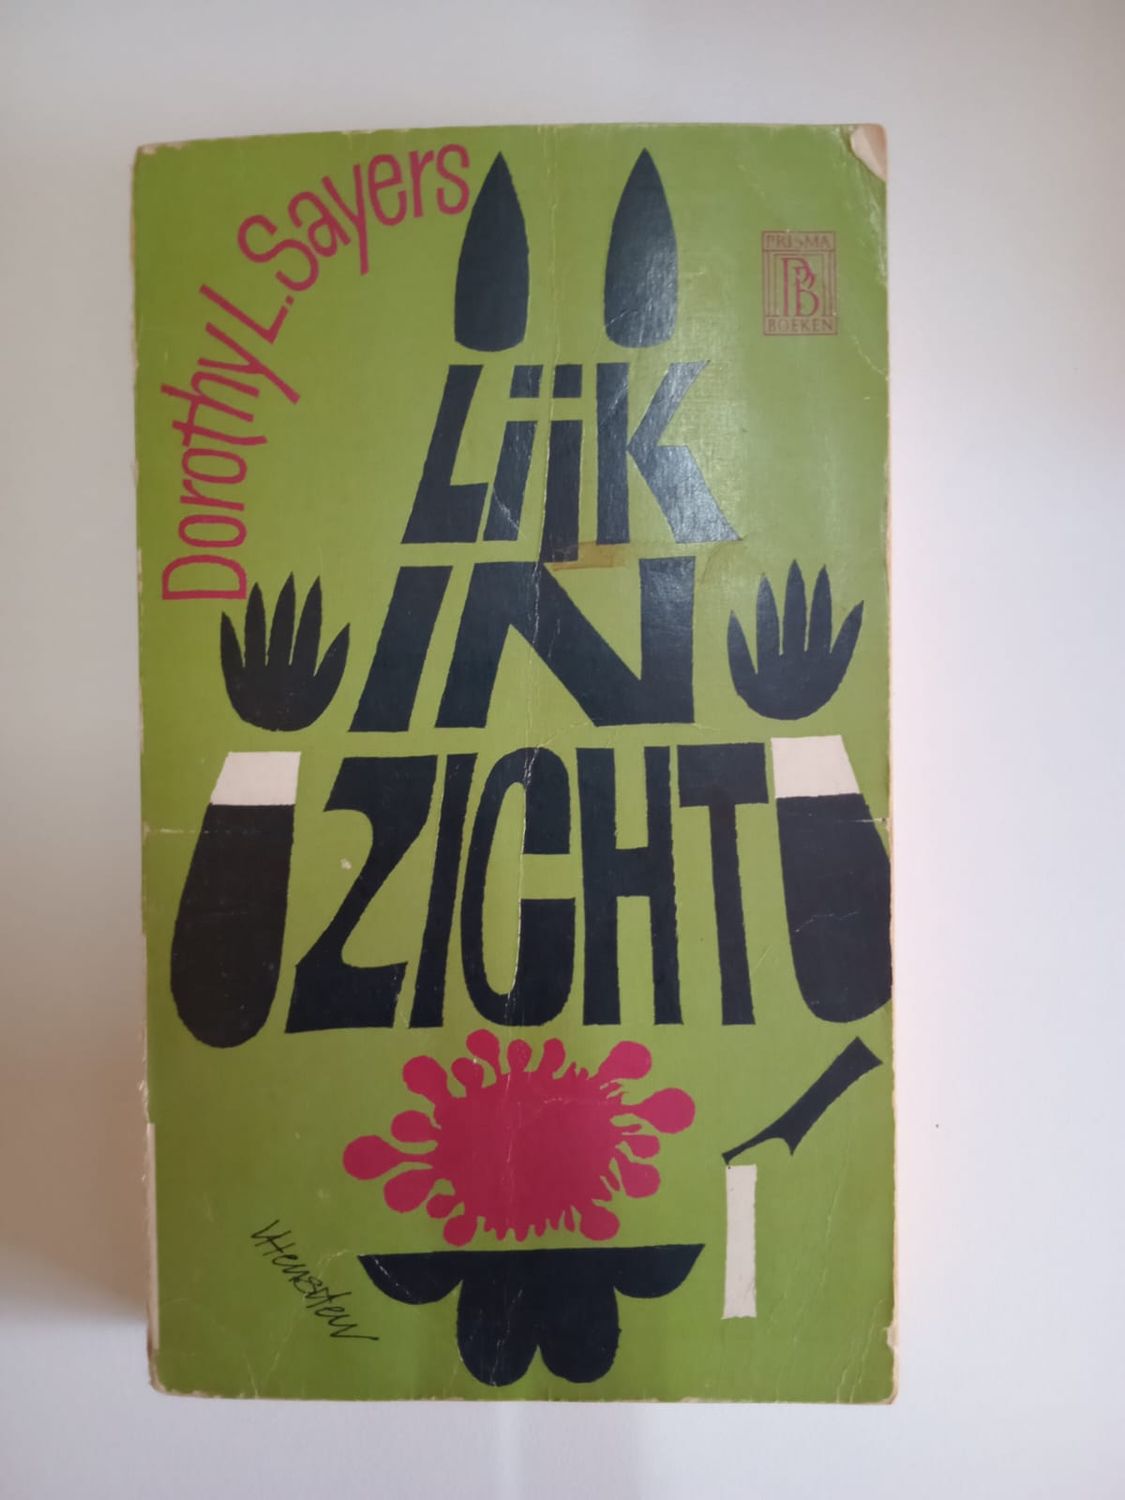 Dorothy L. Sayers
PRISMA
PB
BOEKEN
LijK
IN
ZICHT